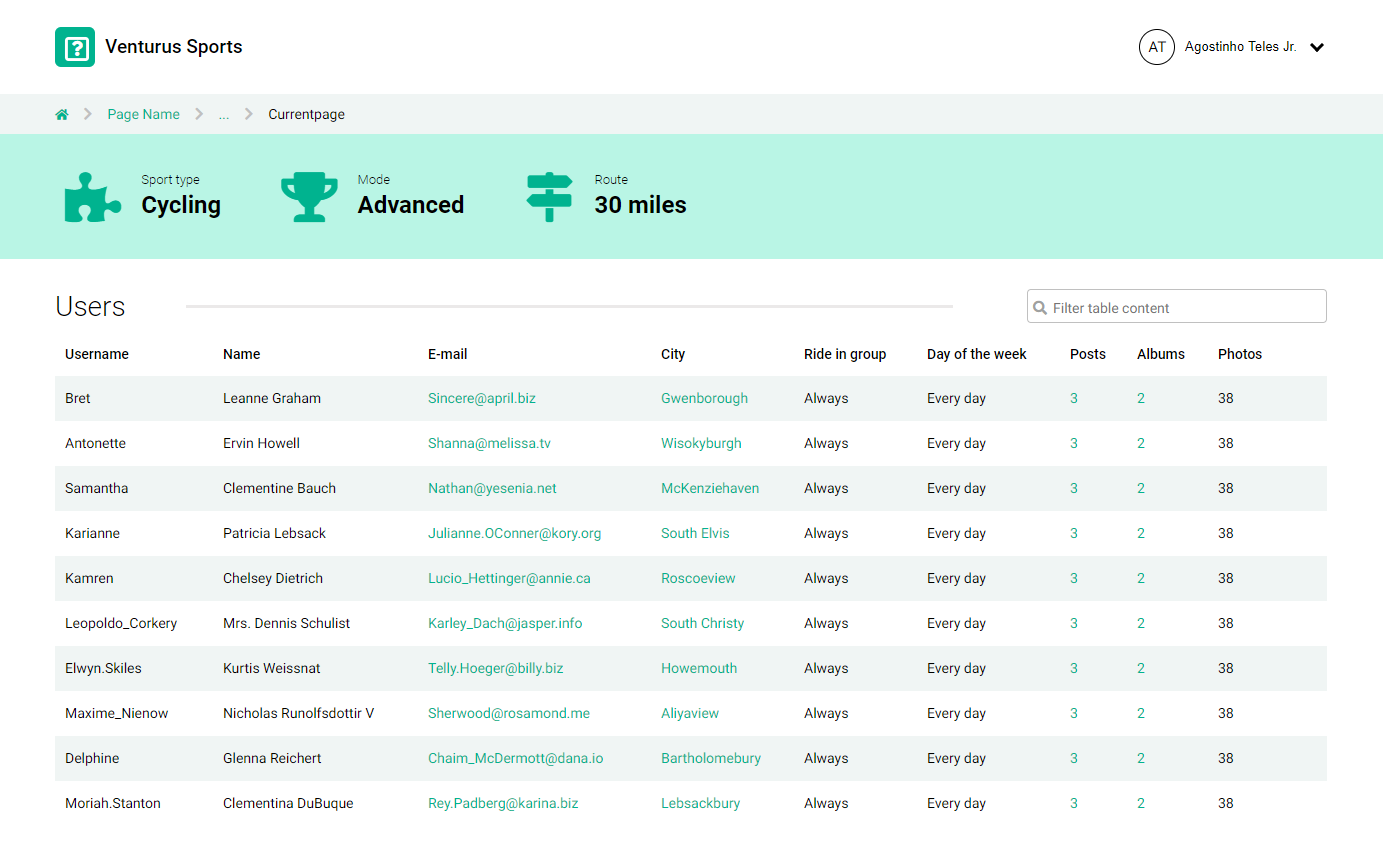 Venturus Sports
AT Agostinho Teles Jr.
Page Name ... Currentpage
Sport type Mode Route
Cycling Advanced 30 miles
Users Filter table content
Username Name E-mail City Ride in group Day of the week Posts Albums Photos
Bret Leanne Graham Sincere@april.biz Gwenborough Always Every day 3 2 38
Antonette Ervin Howell Shanna@melissa.tv Wisokyburgh Always Every day 3 2 38
Samantha Clementine Bauch Nathan@yesenia.net McKenziehaven Always Every day 3 2 38
Karianne Patricia Lebsack Julianne.OConner@kory.org South Elvis Always Every day 3 2 38
Kamren Chelsey Dietrich Lucio_Hettinger@annie.ca Roscoeview Always Every day 3 2 38
Leopoldo_Corkery Mrs. Dennis Schulist Karley_Dach@jasper.info South Christy Always Every day 3 2 38
Elwyn.Skiles Kurtis Weissnat Telly.Hoeger@billy.biz Howemouth Always Every day 3 2 38
Maxime_Nienow Nicholas Runolfsdottir V Sherwood@rosamond.me Aliyaview Always Every day 3 2 38
Delphine Glenna Reichert Chaim_McDermott@dana.io Bartholomebury Always Every day 3 2 38
Moriah.Stanton Clementina DuBuque Rey.Padberg@karina.biz Lebsackbury Always Every day 3 2 38